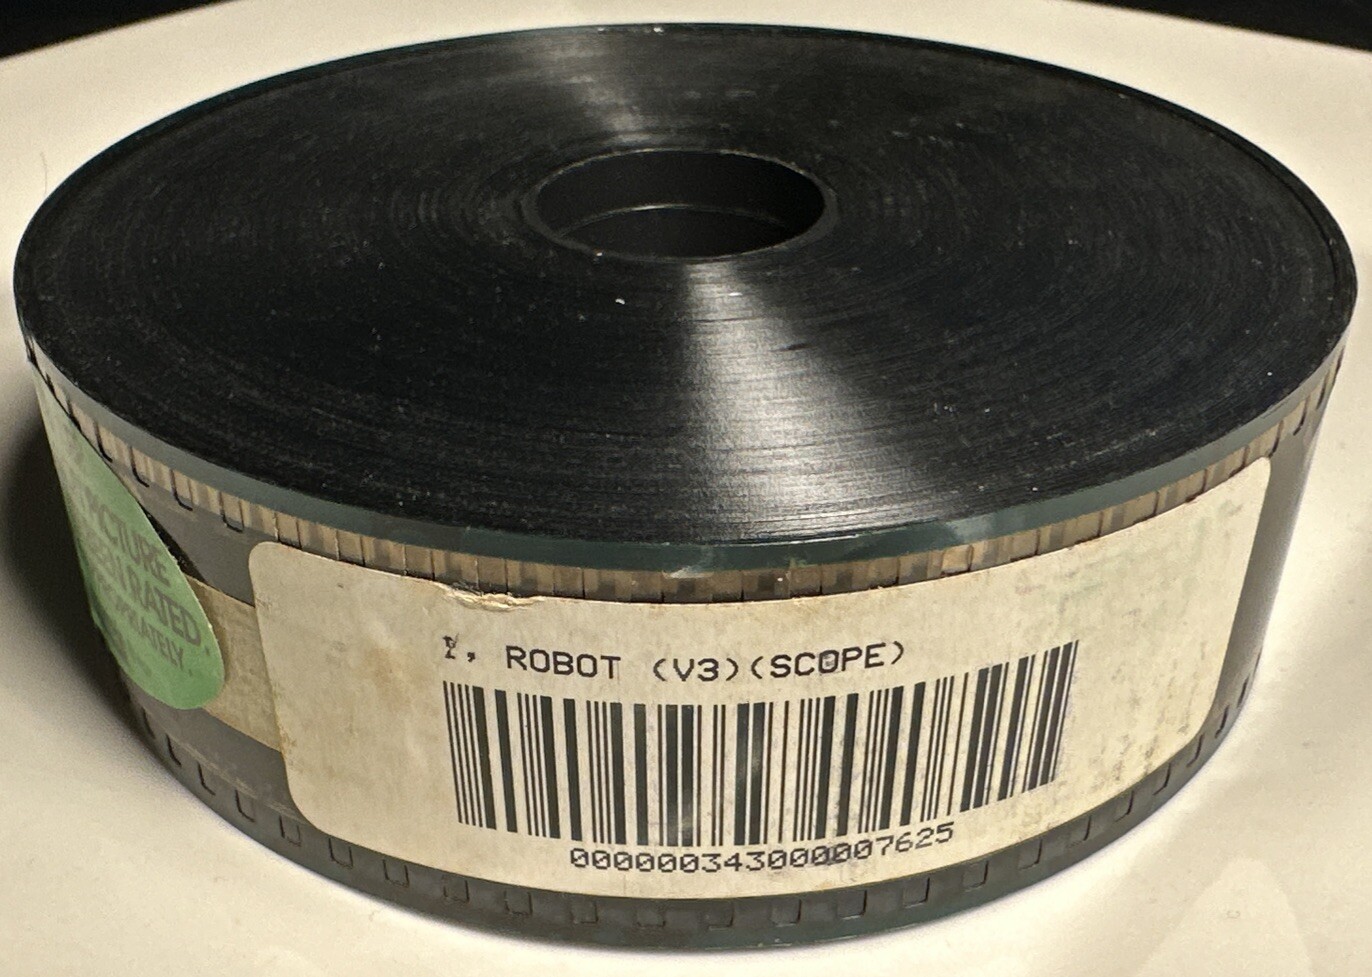 PICTURE
RATED
I, ROBOT (V3)(SCOPE)
0000003430000007625